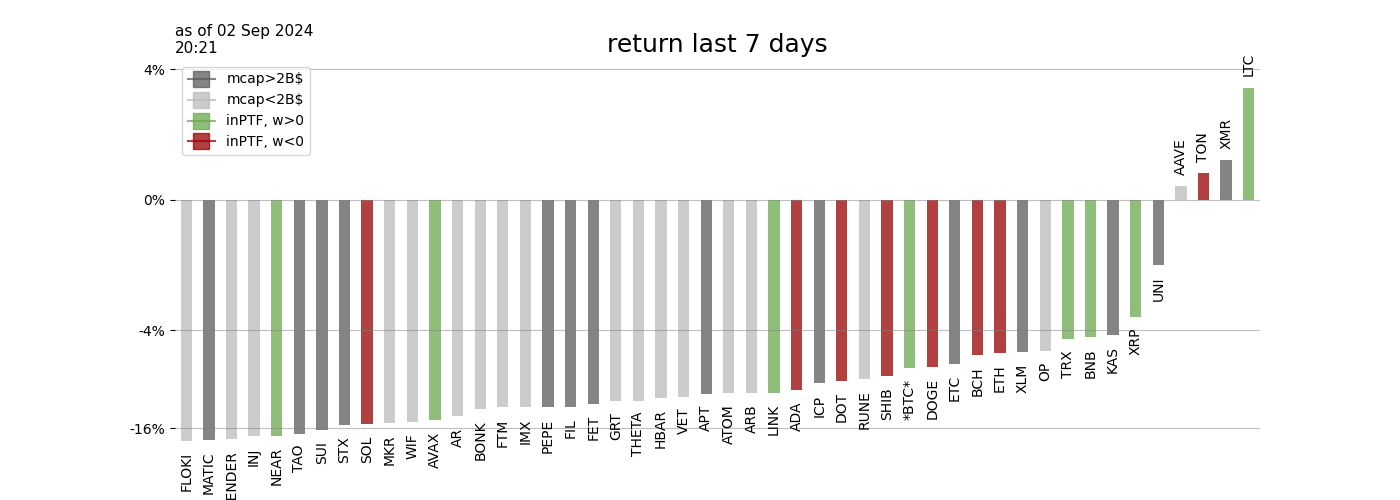 as of 02 Sep 2024
20:21
return last 7 days
4%
0%
-4%
-16%
mcap>2B$
mcap<2B$
inPTF, w>0
inPTF, w<0
FLOKI
MATIC
ENDER
INJ
NEAR
TAO
SUI
STX
SOL
MKR
WIF
AVAX
AR
BONK
FTM
IMX
PEPE
FIL
FET
GRT
THETA
HBAR
VET
APT
ATOM
ARB
LINK
ADA
ICP
DOT
RUNE
SHIB
*BTC*
DOGE
ETC
BCH
ETH
XLM
OP
TRX
BNB
KAS
XRP
UNI
AAVE
TON
XMR
LTC